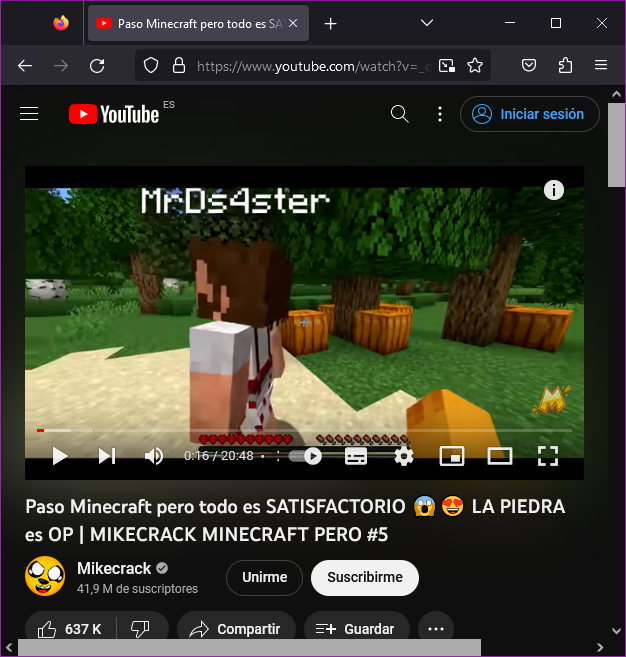 Paso Minecraft pero todo es SA
https://www.youtube.com/watch?v=_
YouTube
ES
Iniciar sesión
MrDs4ster
0:16 / 20:48
Paso Minecraft pero todo es SATISFACTORIO 😱😍 LA PIEDRA
es OP | MIKECRACK MINECRAFT PERO #5
Mikecrack
41,9 M de suscriptores
Unirme
Suscribirme
637 K
Compartir
Guardar